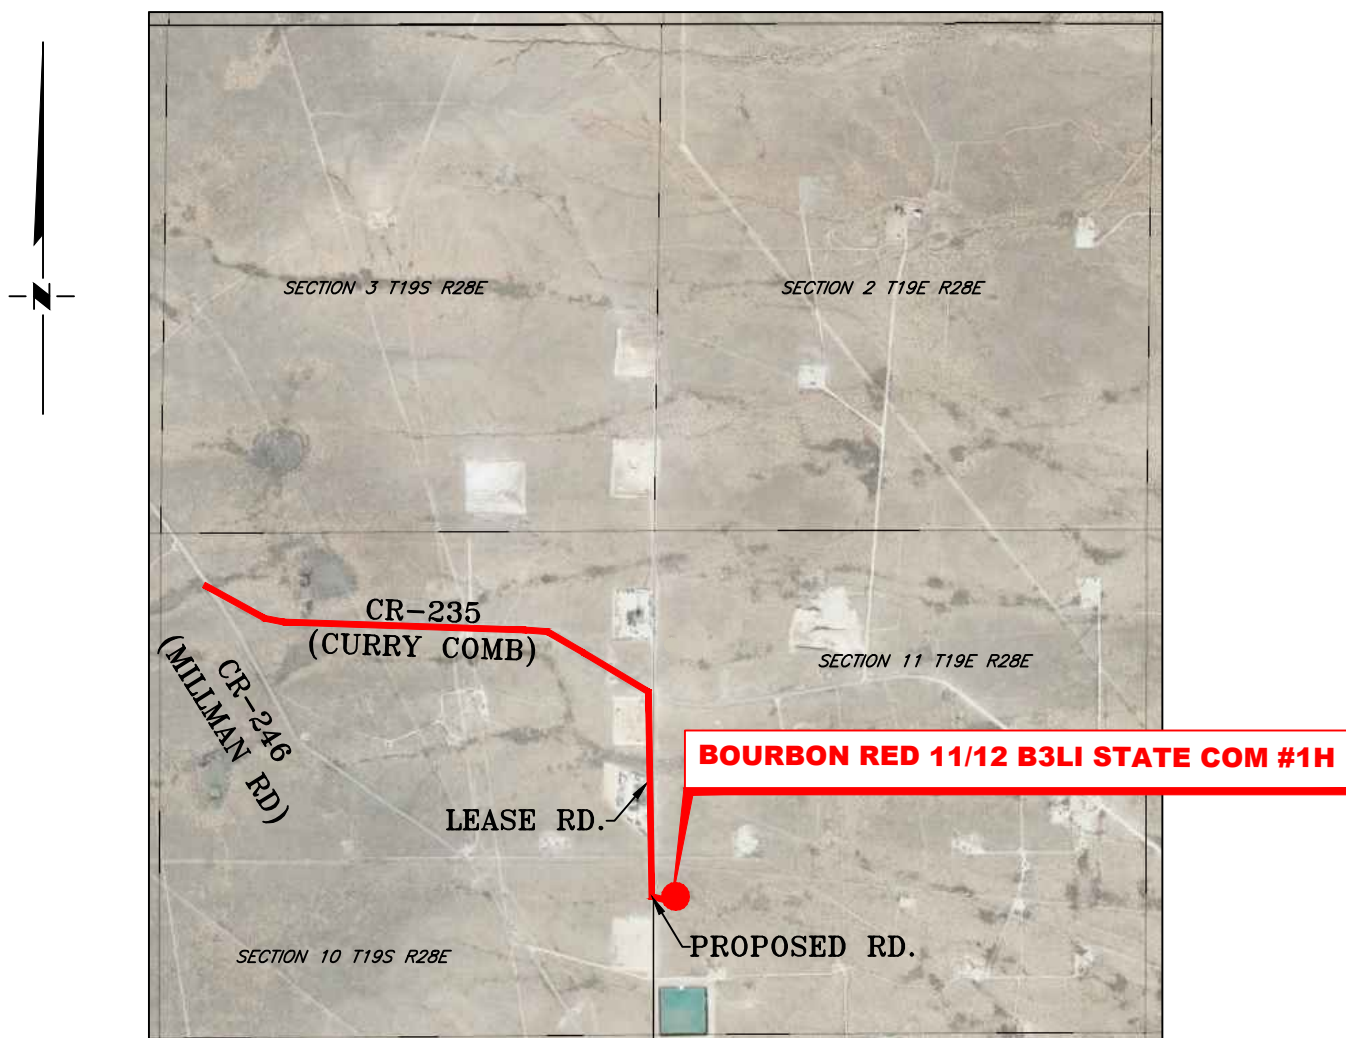 N
SECTION 3 T19S R28E
SECTION 2 T19E R28E
CR-235
(CURRY COMB)
CR-246
(MILLMAN RD)
SECTION 11 T19E R28E
BOURBON RED 11/12 B3LI STATE COM #1H
LEASE RD.
PROPOSED RD.
SECTION 10 T19S R28E